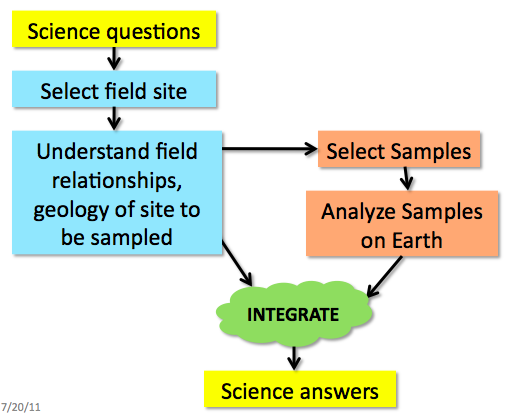 Science questions
Select field site
Understand field
relationships,
geology of site to
be sampled
Select Samples
Analyze Samples
on Earth
INTEGRATE
Science answers
7/20/11